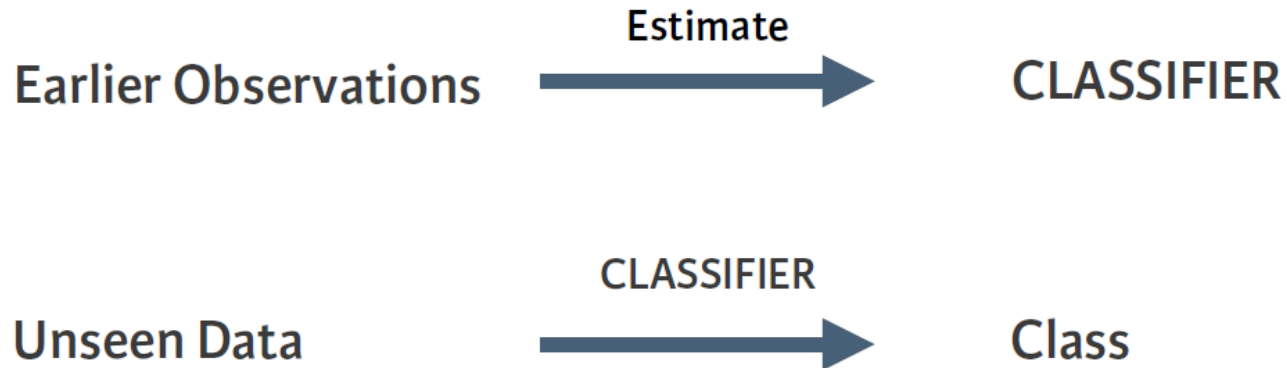 Estimate
Earlier Observations CLASSIFIER
CLASSIFIER
Unseen Data Class